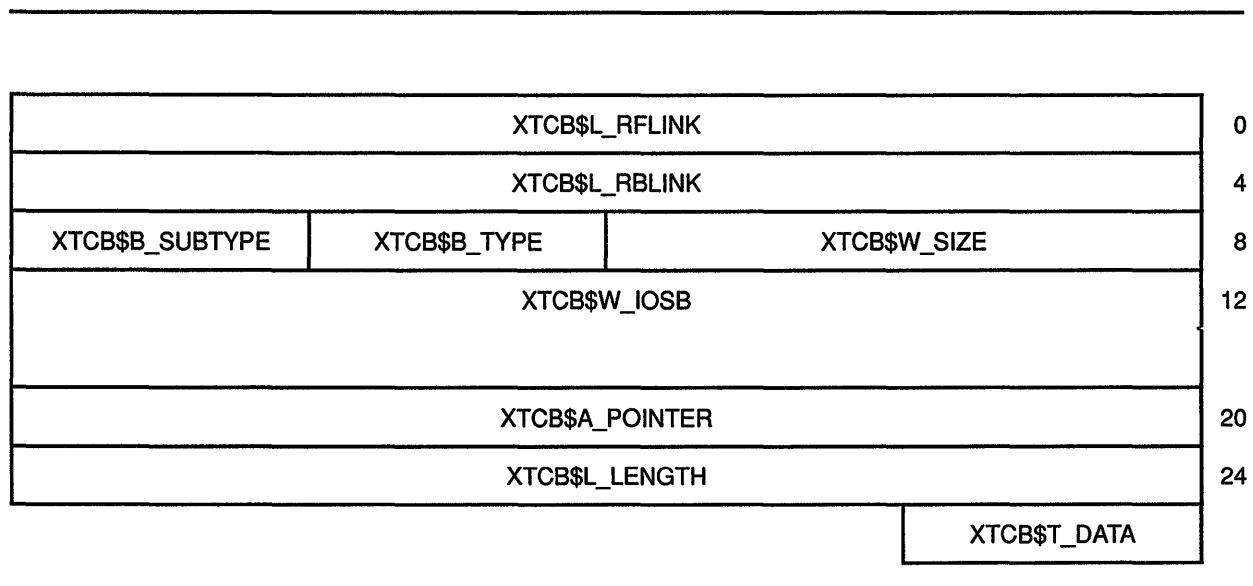 XTCB$L_RFLINK 0
XTCB$L_RBLINK 4
XTCB$B_SUBTYPE XTCB$B_TYPE XTCB$W_SIZE 8
XTCB$W_IOSB 12
XTCB$A_POINTER 20
XTCB$L_LENGTH 24
XTCB$T_DATA